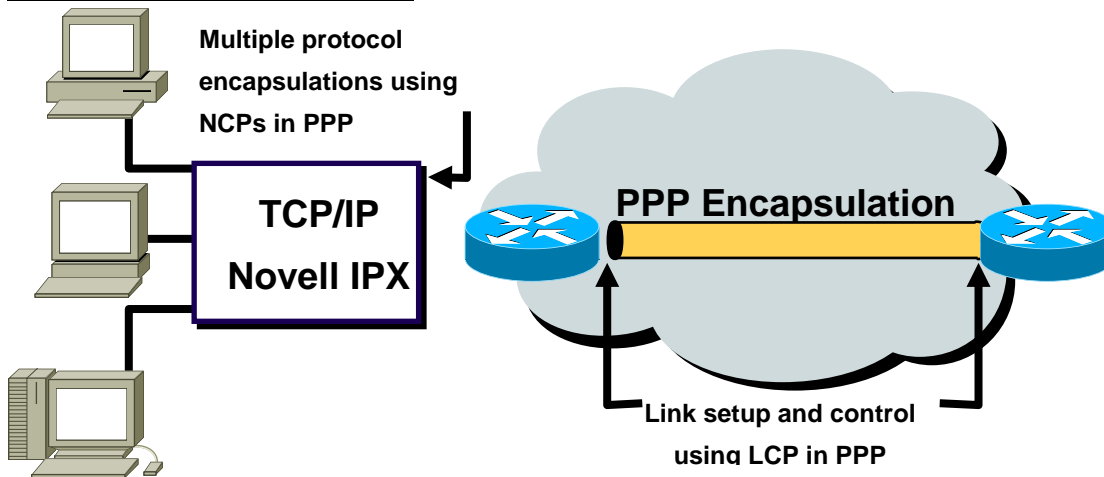 Multiple protocol
encapsulations using
NCPs in PPP
TCP/IP
Novell IPX
PPP Encapsulation
Link setup and control
using LCP in PPP